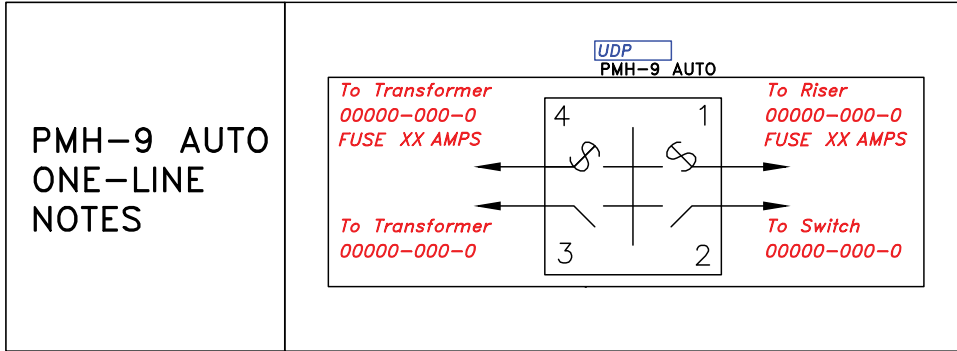 PMH-9 AUTO
ONE-LINE
NOTES
UDP
PMH-9 AUTO
To Transformer
00000-000-0
FUSE XX AMPS
4
1
To Riser
00000-000-0
FUSE XX AMPS
To Transformer
00000-000-0
3
2
To Switch
00000-000-0